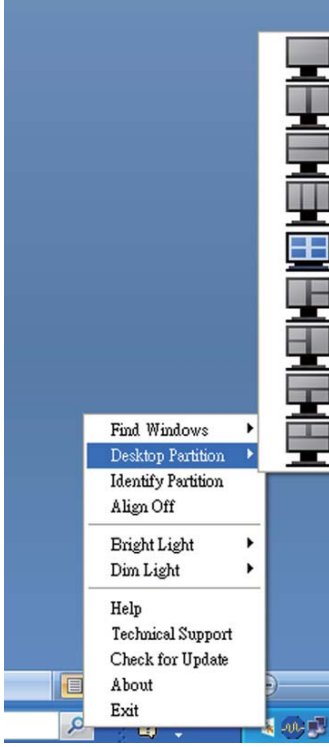 Find Windows
Desktop Partition
Identify Partition
Align Off
Bright Light
Dim Light
Help
Technical Support
Check for Update
About
Exit